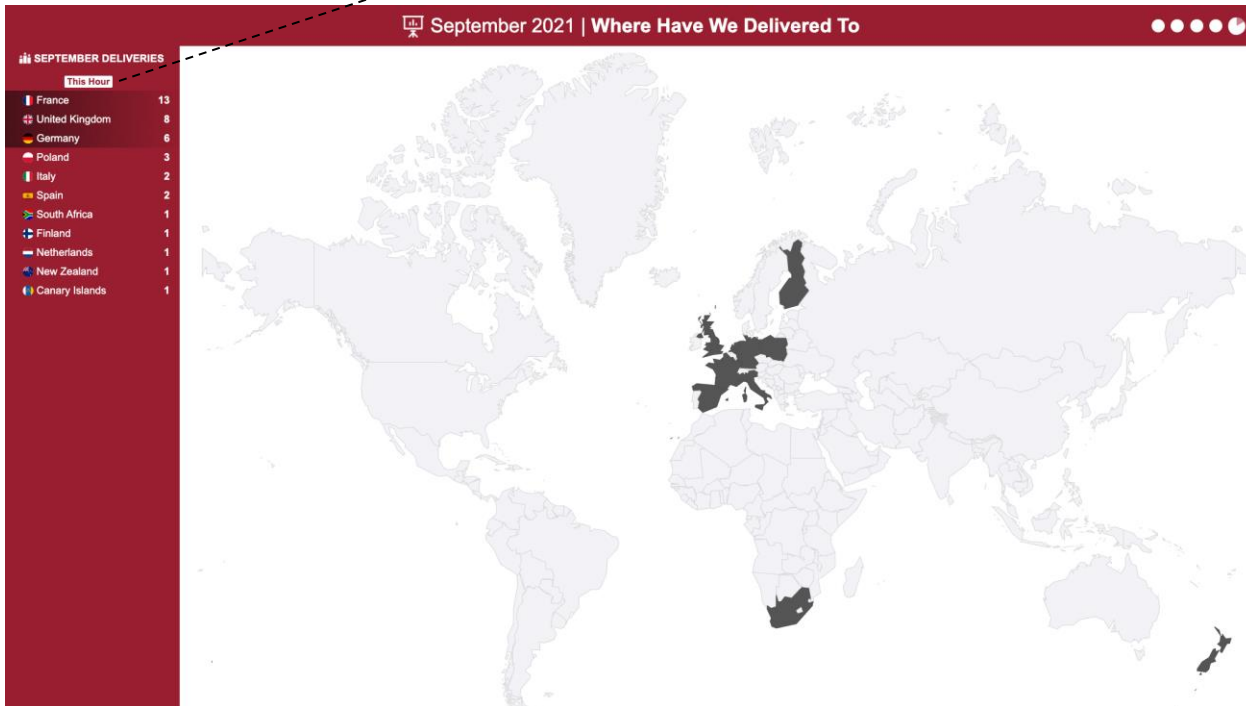 September 2021 | Where Have We Delivered To
SEPTEMBER DELIVERIES
This Hour
France 13
United Kingdom 8
Germany 6
Poland 3
Italy 2
Spain 2
South Africa 1
Finland 1
Netherlands 1
New Zealand 1
Canary Islands 1